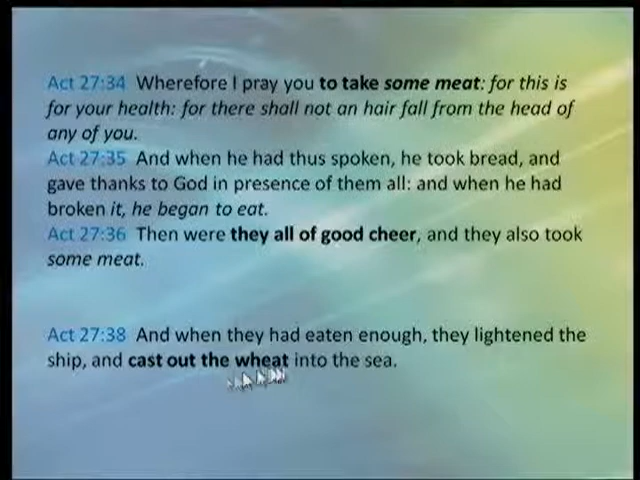 Act 27:34 Wherefore I pray you to take some meat: for this is
for your health: for there shall not an hair fall from the head of
any of you.
Act 27:35 And when he had thus spoken, he took bread, and
gave thanks to God in presence of them all: and when he had
broken it, he began to eat.
Act 27:36 Then were they all of good cheer, and they also took
some meat.
Act 27:38 And when they had eaten enough, they lightened the
ship, and cast out the wheat into the sea.